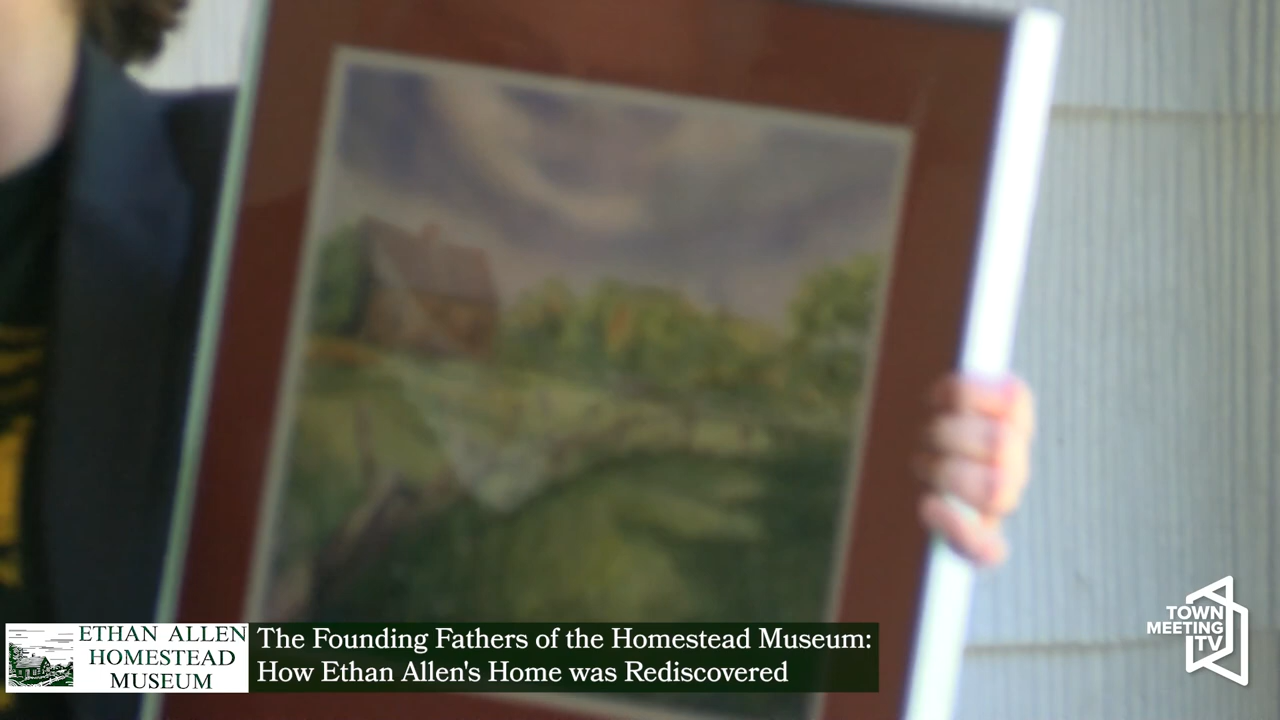 ETHAN ALLEN
HOMESTEAD
MUSEUM
The Founding Fathers of the Homestead Museum:
How Ethan Allen's Home was Rediscovered
TOWN
MEETING
TV